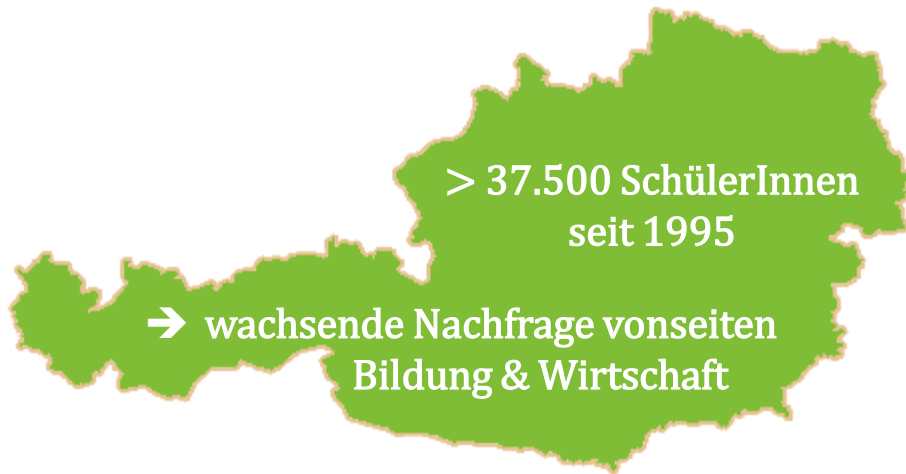 > 37.500 SchülerInnen
seit 1995
➔ wachsende Nachfrage vonseiten
Bildung & Wirtschaft